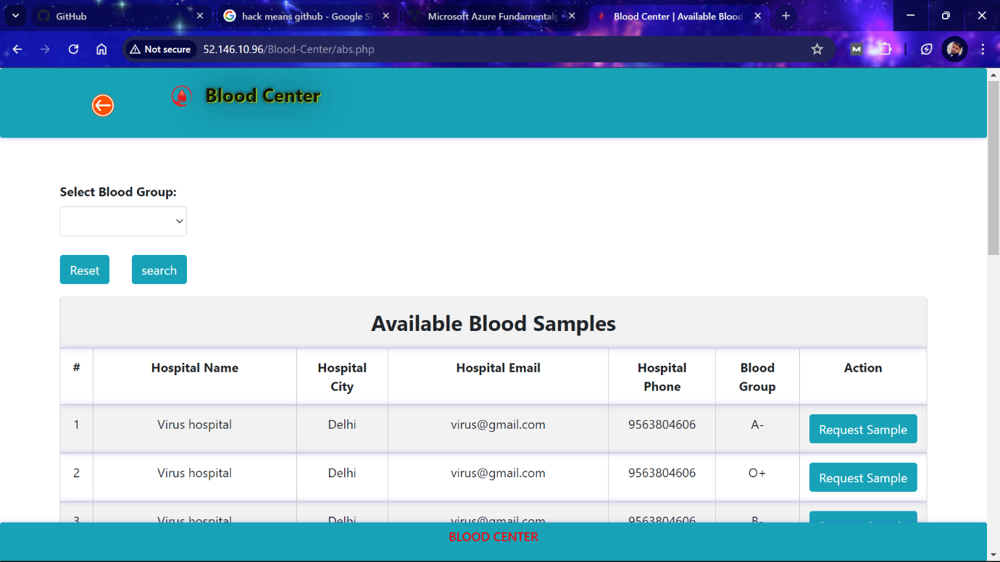 GitHub
hack means github - Google S
Microsoft Azure Fundamentals
Blood Center | Available Blood
Not secure
52.146.10.96/Blood-Center/abs.php
Blood Center
Select Blood Group:
Reset
search
Available Blood Samples
# Hospital Name Hospital City Hospital Email Hospital Phone Blood Group Action
1 Virus hospital Delhi virus@gmail.com 9563804606 A- Request Sample
2 Virus hospital Delhi virus@gmail.com 9563804606 O+ Request Sample
3 Virus hospital Delhi virus@gmail.com 9563804606 B-
BLOOD CENTER